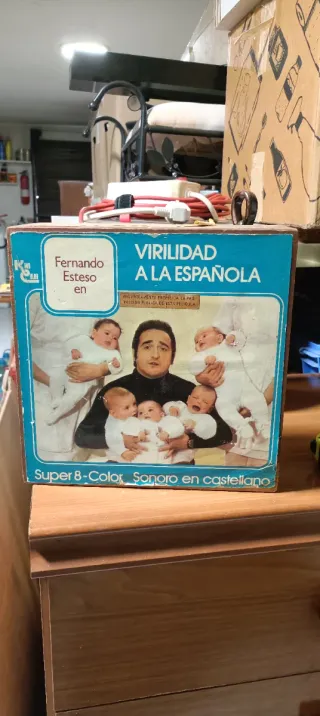 Fernando
Esteso
en
VIRILIDAD
A LA ESPAÑOLA
Super 8-Color Sonoro en castellano